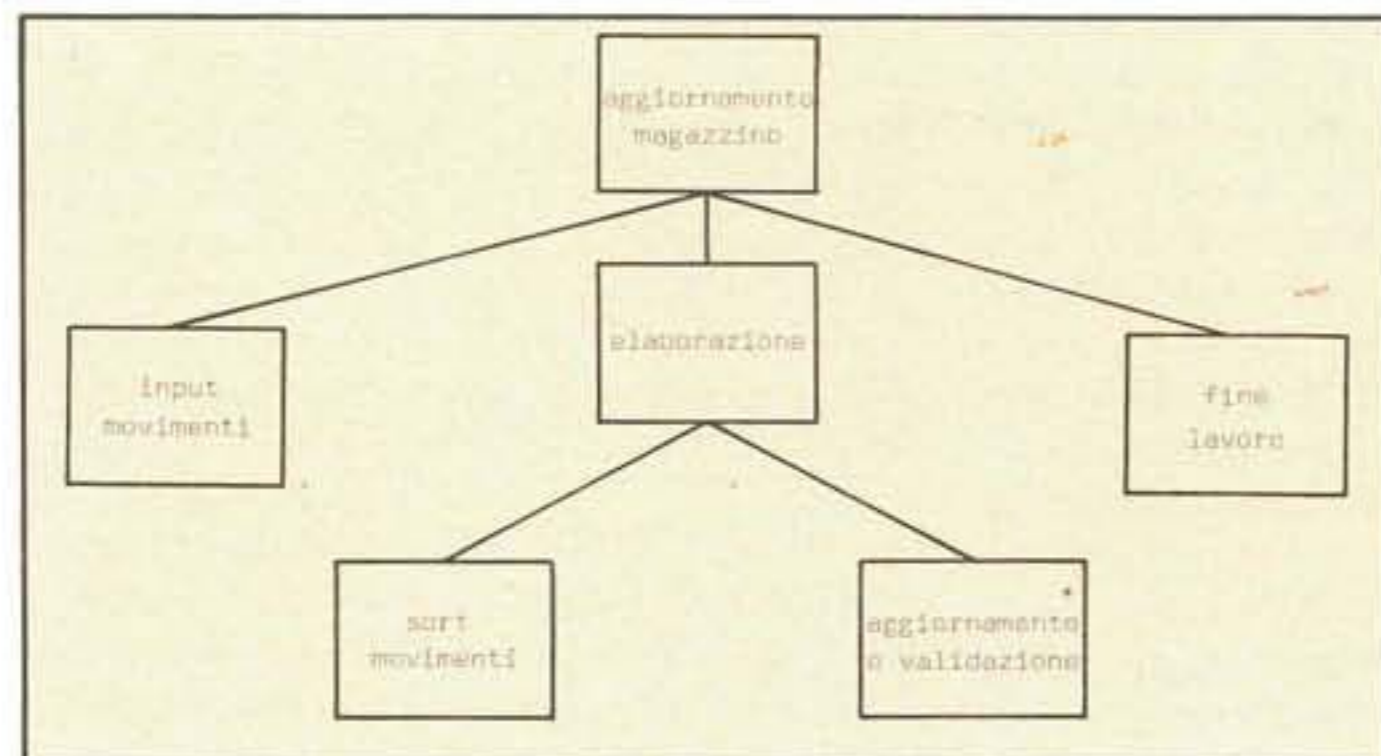 aggiornamento
magazzino
elaborazione
input
movimenti
fine
lavoro
sort
movimenti
aggiornamento
e validazione